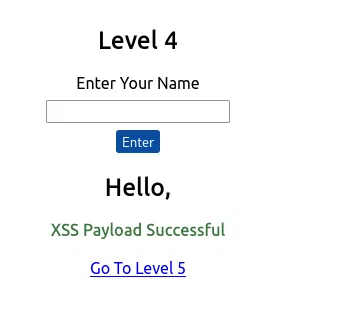 Level 4
Enter Your Name
Enter
Hello,
XSS Payload Successful
Go To Level 5